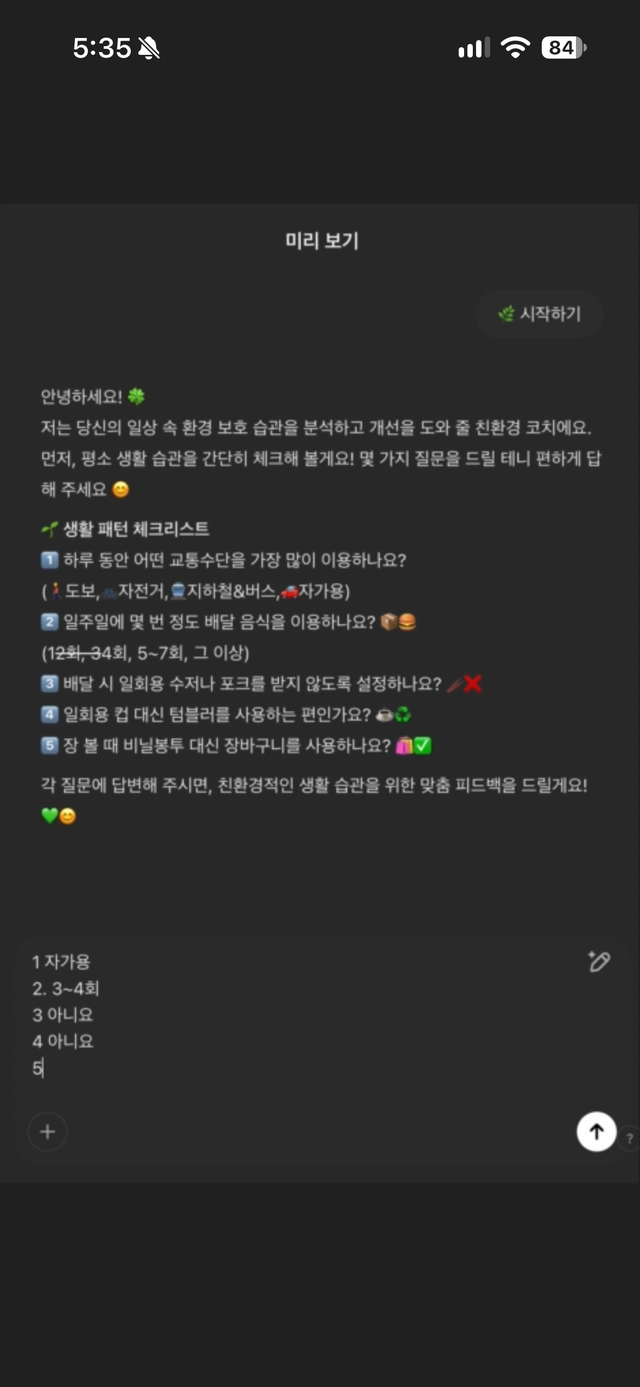 5:35
84
미리 보기
🌿 시작하기
안녕하세요! 🍀
저는 당신의 일상 속 환경 보호 습관을 분석하고 개선을 도와 줄 친환경 코치에요.
먼저, 평소 생활 습관을 간단히 체크해 볼게요! 몇 가지 질문을 드릴 테니 편하게 답
해 주세요 😊
🌱 생활 패턴 체크리스트
1️⃣ 하루 동안 어떤 교통수단을 가장 많이 이용하나요?
(🚶도보,🚲자전거,🚆지하철&버스,🚗자가용)
2️⃣ 일주일에 몇 번 정도 배달 음식을 이용하나요? 📦🍔
(12회, 34회, 5~7회, 그 이상)
3️⃣ 배달 시 일회용 수저나 포크를 받지 않도록 설정하나요? 🥢❌
4️⃣ 일회용 컵 대신 텀블러를 사용하는 편인가요? ☕♻️
5️⃣ 장 볼 때 비닐봉투 대신 장바구니를 사용하나요? 🛍️✅
각 질문에 답변해 주시면, 친환경적인 생활 습관을 위한 맞춤 피드백을 드릴게요!
💚😊
1 자가용
2. 3~4회
3 아니요
4 아니요
5
?